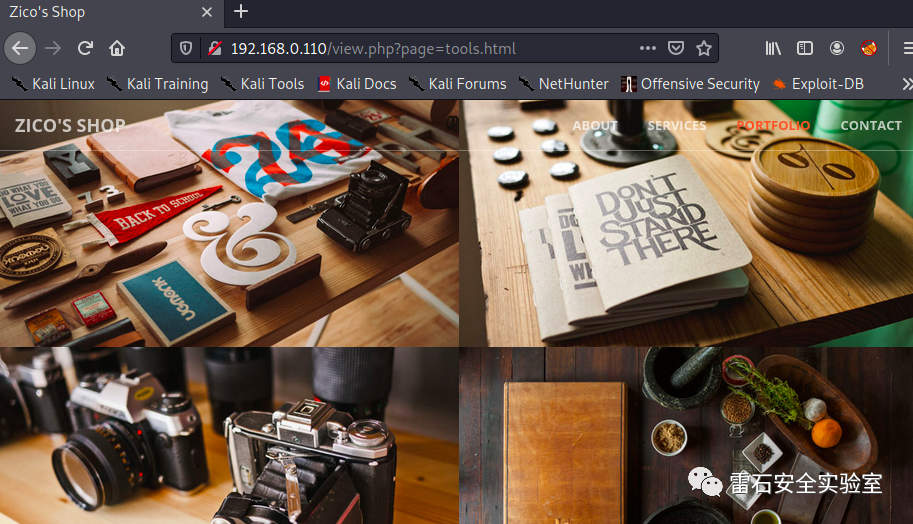 Zico's Shop
192.168.0.110/view.php?page=tools.html
Kali Linux Kali Training Kali Tools Kali Docs Kali Forums NetHunter Offensive Security Exploit-DB
ZICO'S SHOP ABOUT SERVICES PORTFOLIO CONTACT
BACK TO SCHOOL
DON'T
JUST
STAND
THERE
雷石安全实验室